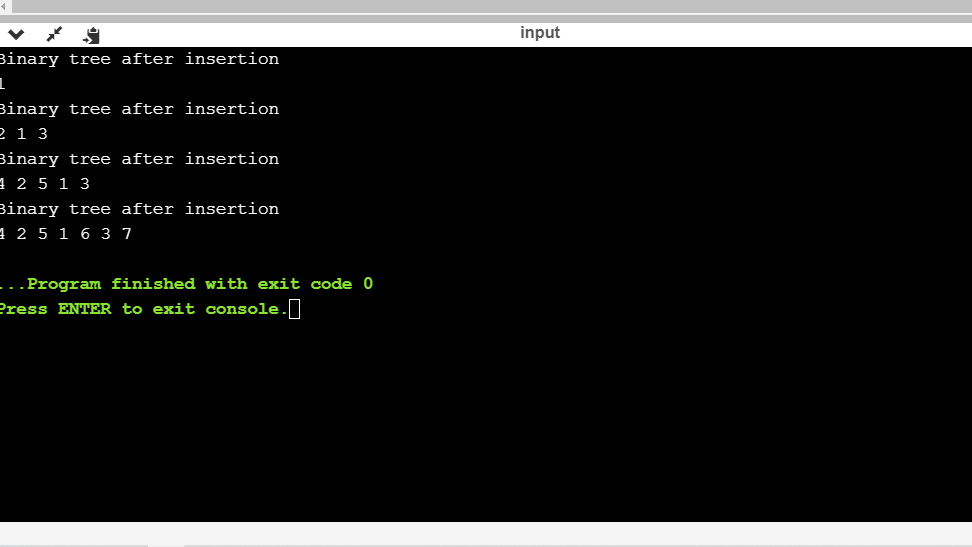 input
Binary tree after insertion
1
Binary tree after insertion
2 1 3
Binary tree after insertion
4 2 5 1 3
Binary tree after insertion
4 2 5 1 6 3 7
...Program finished with exit code 0
Press ENTER to exit console.